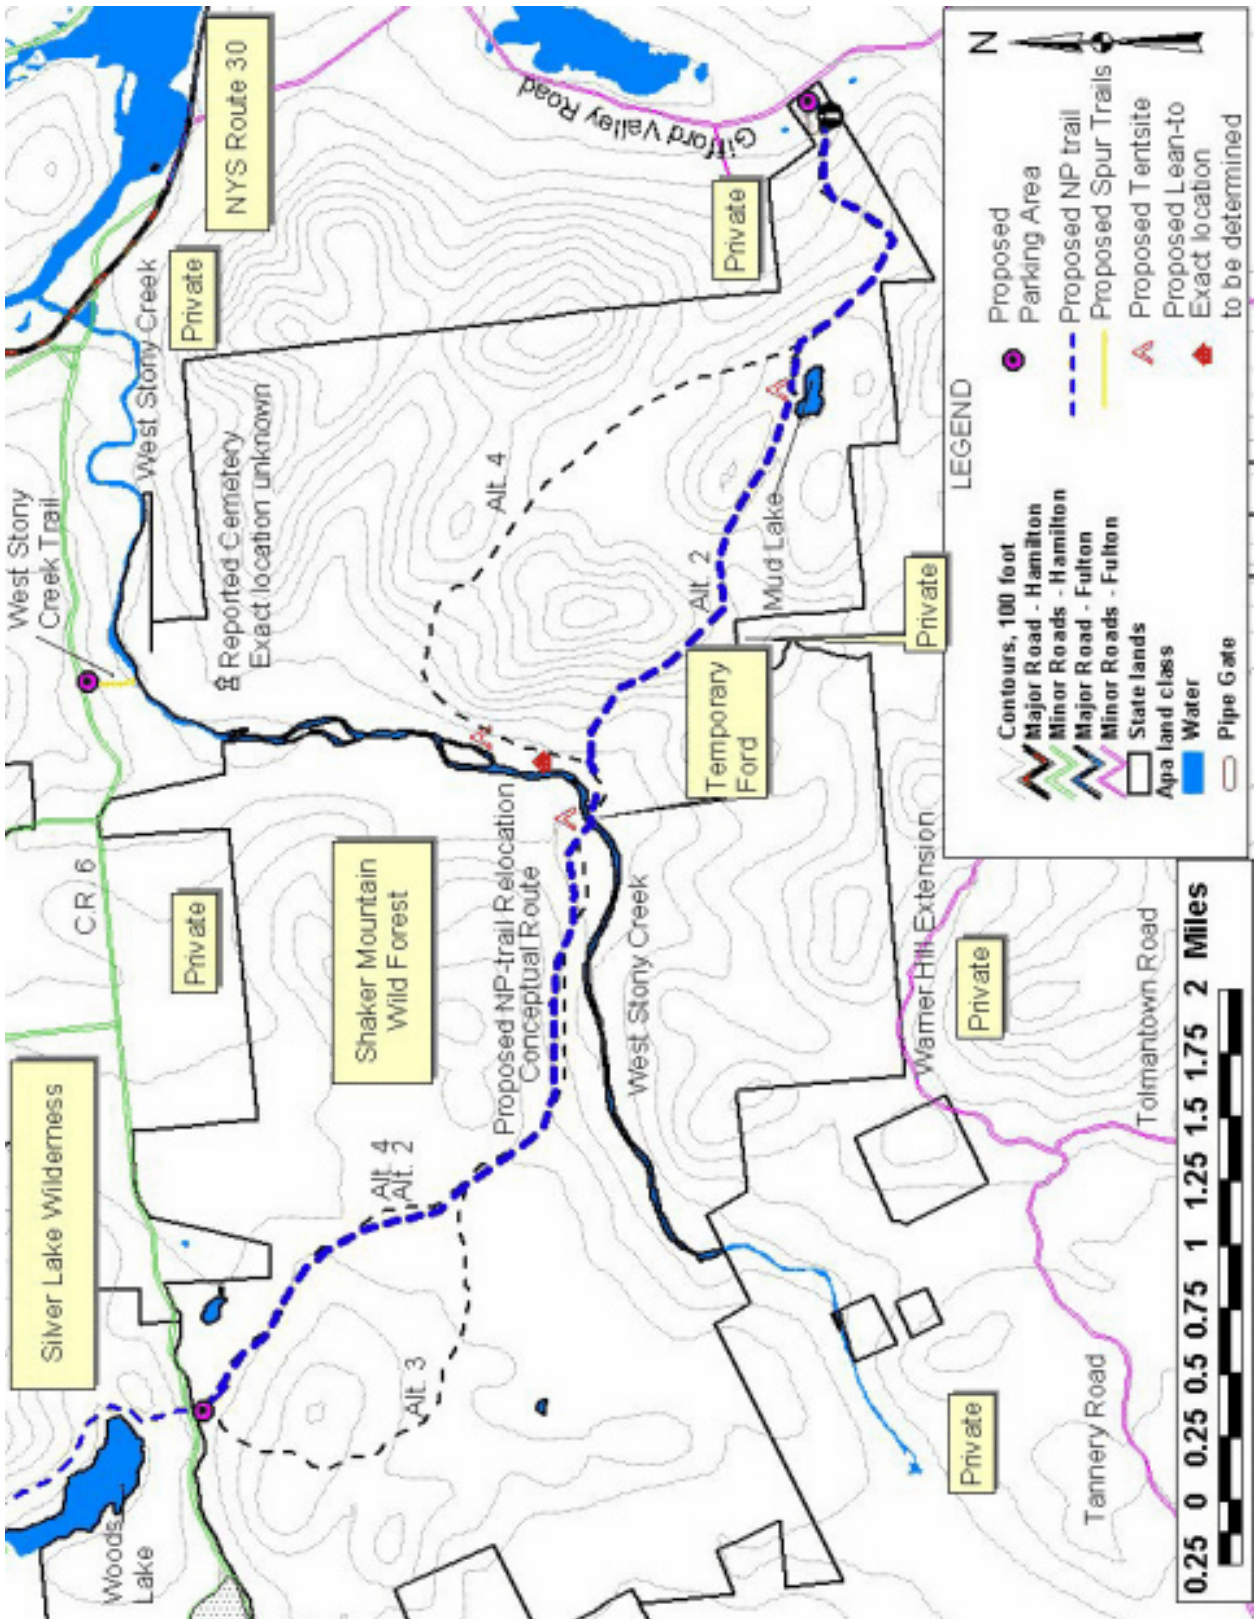 Silver Lake Wilderness
C.R. 6
West Stony
Creek Trail
NYS Route 30
Woods
Lake
Private
Private
West Stony Creek
Reported Cemetery
Exact location unknown
Shaker Mountain
Wild Forest
Alt. 3
Alt. 4
Alt. 2
Proposed NP-trail Relocation
Conceptual Route
Alt. 4
Gifford Valley Road
West Stony Creek
Temporary
Ford
Alt. 2
Mud Lake
Private
Private
Private
Private
Warner Hill Extension
Tannery Road
Tolmantown Road
0.25 0 0.25 0.5 0.75 1 1.25 1.5 1.75 2 Miles
LEGEND
N
Contours, 100 foot
Major Road - Hamilton
Minor Roads - Hamilton
Major Road - Fulton
Minor Roads - Fulton
State lands
Apa land class
Water
Pipe Gate
Proposed
Parking Area
Proposed NP trail
Proposed Spur Trails
Proposed Tentsite
Proposed Lean-to
Exact location
to be determined